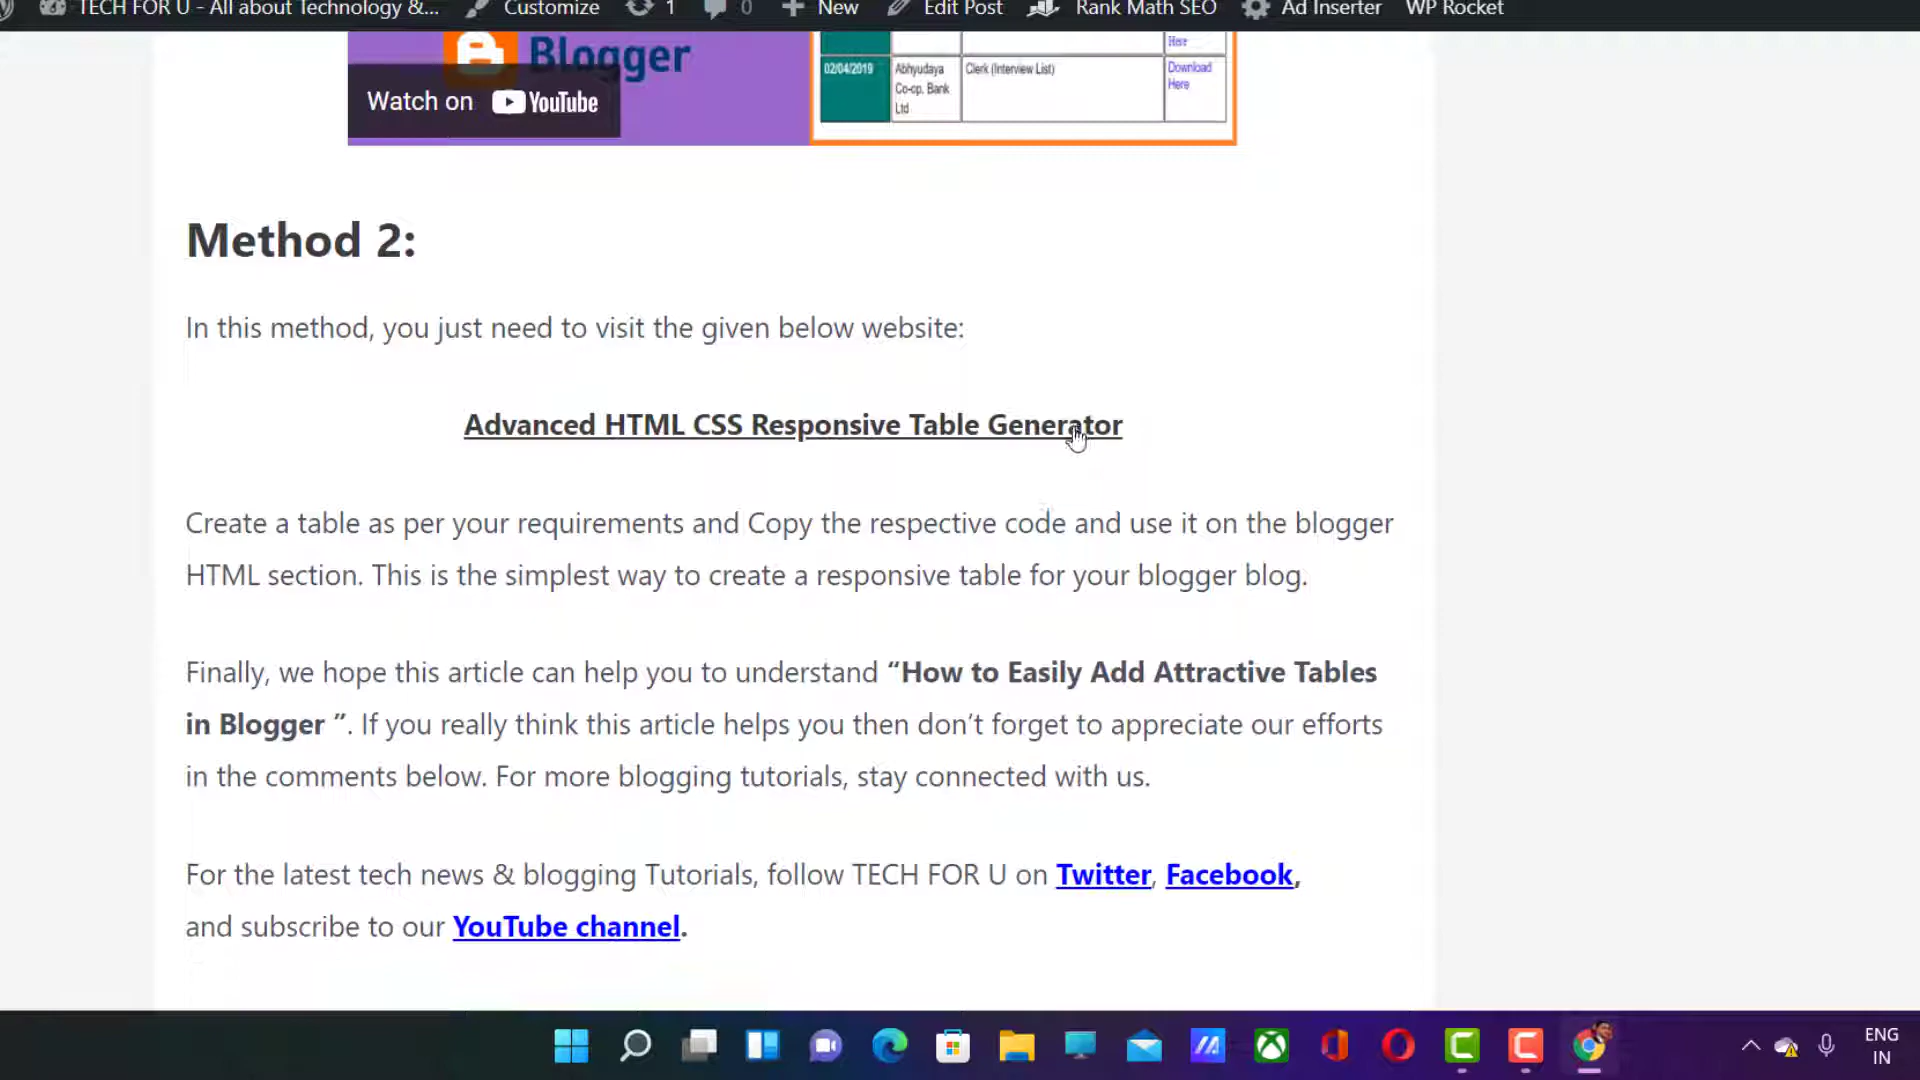 TECH FOR U - All about Technology &... Customize 1 0 New Edit Post Rank Math SEO Ad Inserter WP Rocket
Blogger
Watch on YouTube
Here
02/04/2019 Abhyudaya Co-op. Bank Ltd Clerk (Interview List) Download Here
Method 2:
In this method, you just need to visit the given below website:
Advanced HTML CSS Responsive Table Generator
Create a table as per your requirements and Copy the respective code and use it on the blogger
HTML section. This is the simplest way to create a responsive table for your blogger blog.
Finally, we hope this article can help you to understand “How to Easily Add Attractive Tables
in Blogger ”. If you really think this article helps you then don’t forget to appreciate our efforts
in the comments below. For more blogging tutorials, stay connected with us.
For the latest tech news & blogging Tutorials, follow TECH FOR U on Twitter, Facebook,
and subscribe to our YouTube channel.
ENG
IN